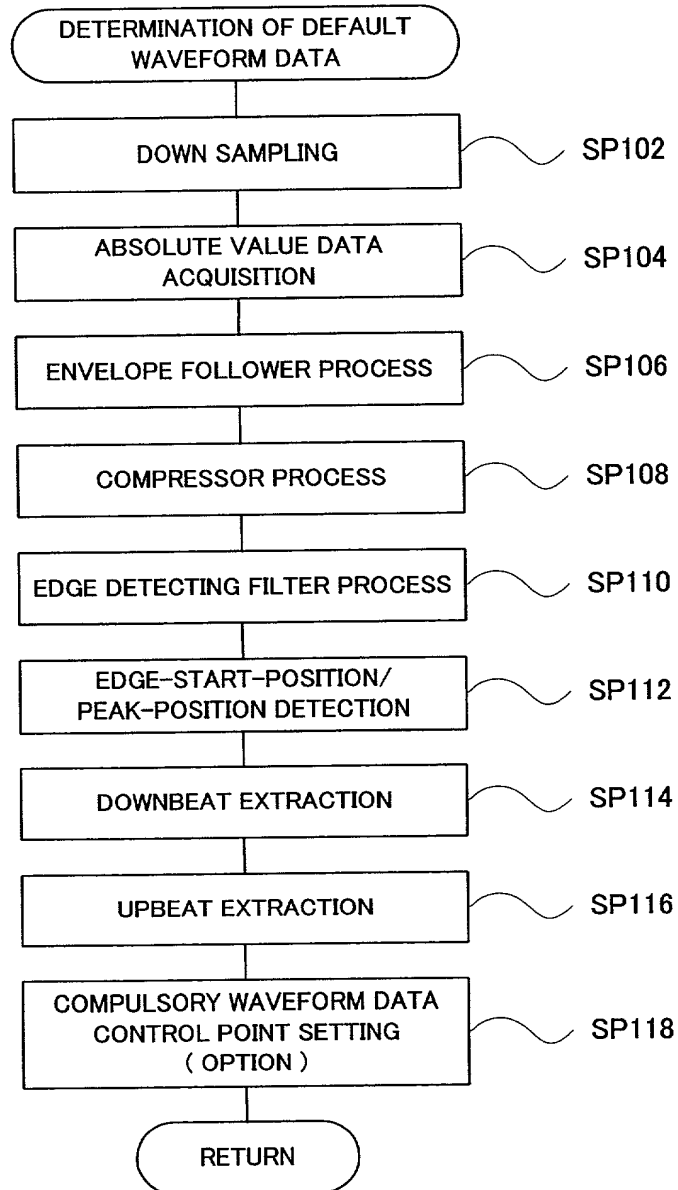 DETERMINATION OF DEFAULT
WAVEFORM DATA
DOWN SAMPLING
SP102
ABSOLUTE VALUE DATA
ACQUISITION
SP104
ENVELOPE FOLLOWER PROCESS
SP106
COMPRESSOR PROCESS
SP108
EDGE DETECTING FILTER PROCESS
SP110
EDGE-START-POSITION/
PEAK-POSITION DETECTION
SP112
DOWNBEAT EXTRACTION
SP114
UPBEAT EXTRACTION
SP116
COMPULSORY WAVEFORM DATA
CONTROL POINT SETTING
( OPTION )
SP118
RETURN